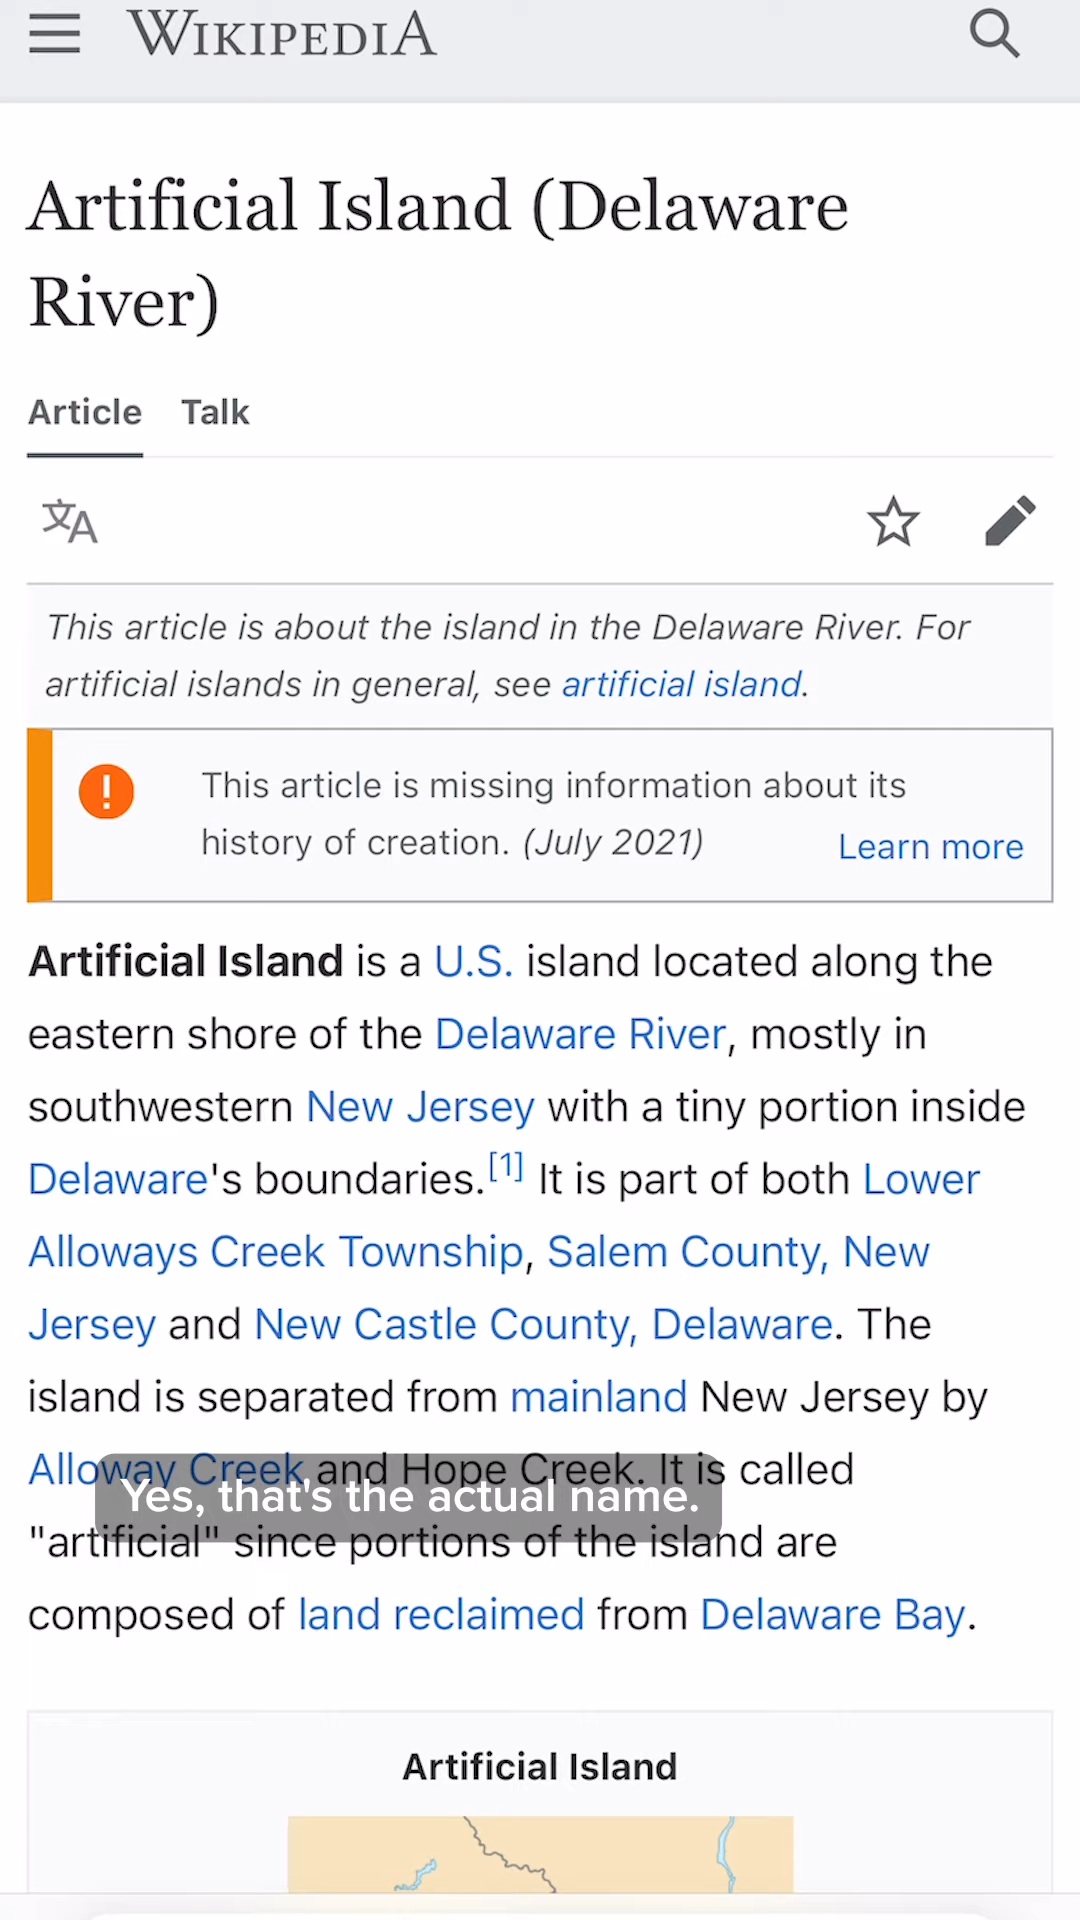 WIKIPEDIA
Artificial Island (Delaware
River)
Article Talk
文A
This article is about the island in the Delaware River. For
artificial islands in general, see artificial island.
This article is missing information about its
history of creation. (July 2021) Learn more
Artificial Island is a U.S. island located along the
eastern shore of the Delaware River, mostly in
southwestern New Jersey with a tiny portion inside
Delaware's boundaries.[1] It is part of both Lower
Alloways Creek Township, Salem County, New
Jersey and New Castle County, Delaware. The
island is separated from mainland New Jersey by
Alloway Creek and Hope Creek. It is called
Yes, that's the actual name.
"artificial" since portions of the island are
composed of land reclaimed from Delaware Bay.
Artificial Island